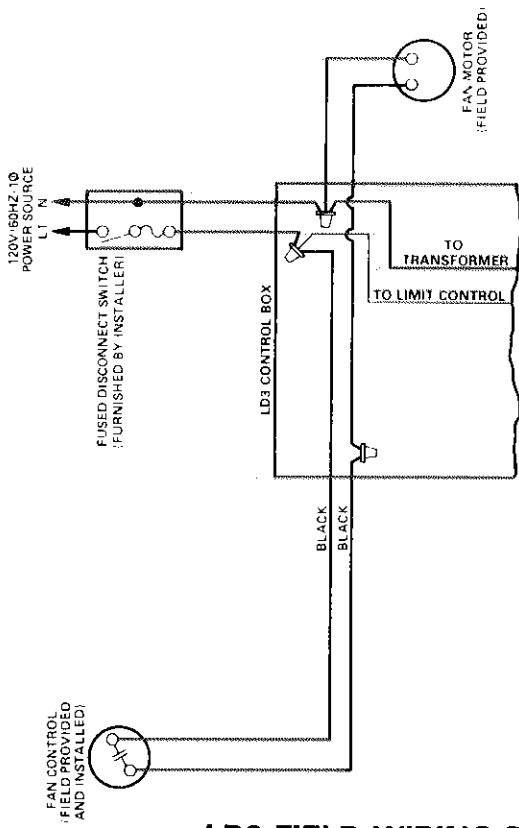 120V/60HZ-1Ø
POWER SOURCE
L1 N
FUSED DISCONNECT SWITCH
(FURNISHED BY INSTALLER)
FAN MOTOR
(FIELD PROVIDED)
LD3 CONTROL BOX
TO
TRANSFORMER
TO LIMIT CONTROL
BLACK
BLACK
FAN CONTROL
(FIELD PROVIDED
AND INSTALLED)